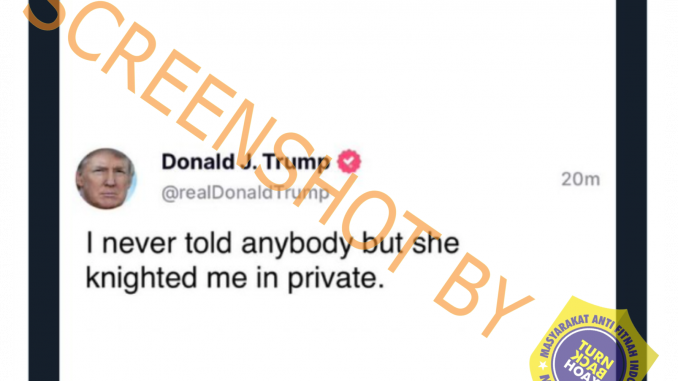 SCREENSHOT BY
Donald J. Trump
@realDonaldTrump
20m
I never told anybody but she
knighted me in private.
MASYARAKAT ANTI FITNAH INDO
TURN
BACK
HOAX